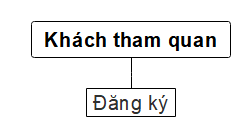 Khách tham quan
Đăng ký